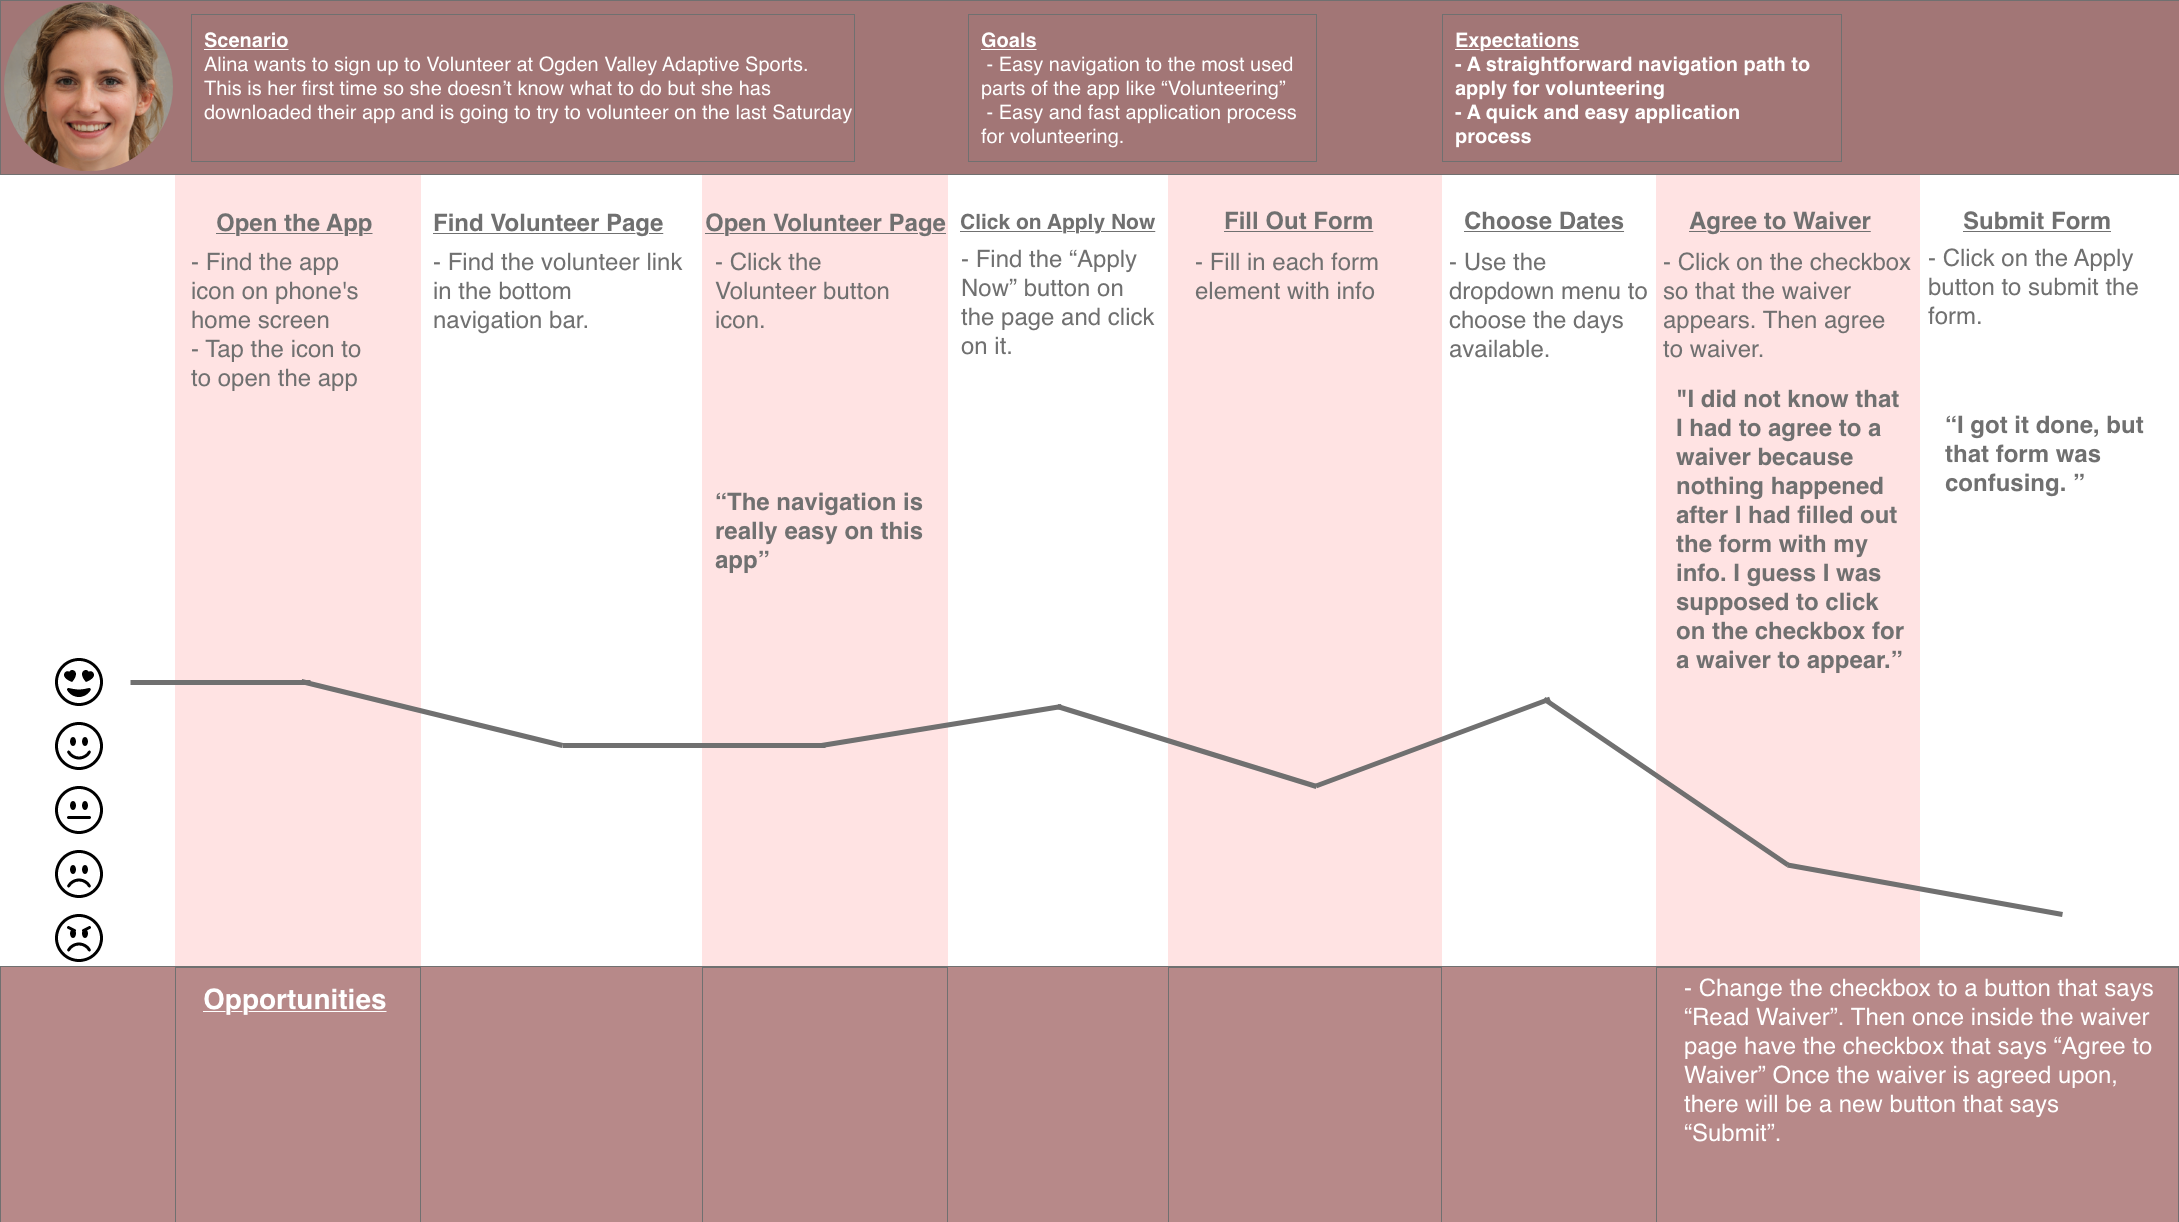 Scenario
Alina wants to sign up to Volunteer at Ogden Valley Adaptive Sports.
This is her first time so she doesn’t know what to do but she has
downloaded their app and is going to try to volunteer on the last Saturday
Goals
- Easy navigation to the most used
parts of the app like “Volunteering”
- Easy and fast application process
for volunteering.
Expectations
- A straightforward navigation path to
apply for volunteering
- A quick and easy application
process
Open the App
- Find the app
icon on phone's
home screen
- Tap the icon to
to open the app
Find Volunteer Page
- Find the volunteer link
in the bottom
navigation bar.
Open Volunteer Page
- Click the
Volunteer button
icon.
“The navigation is
really easy on this
app”
Click on Apply Now
- Find the “Apply
Now” button on
the page and click
on it.
Fill Out Form
- Fill in each form
element with info
Choose Dates
- Use the
dropdown menu to
choose the days
available.
Agree to Waiver
- Click on the checkbox
so that the waiver
appears. Then agree
to waiver.
"I did not know that
I had to agree to a
waiver because
nothing happened
after I had filled out
the form with my
info. I guess I was
supposed to click
on the checkbox for
a waiver to appear.”
Submit Form
- Click on the Apply
button to submit the
form.
“I got it done, but
that form was
confusing. ”
Opportunities
- Change the checkbox to a button that says
“Read Waiver”. Then once inside the waiver
page have the checkbox that says “Agree to
Waiver” Once the waiver is agreed upon,
there will be a new button that says
“Submit”.